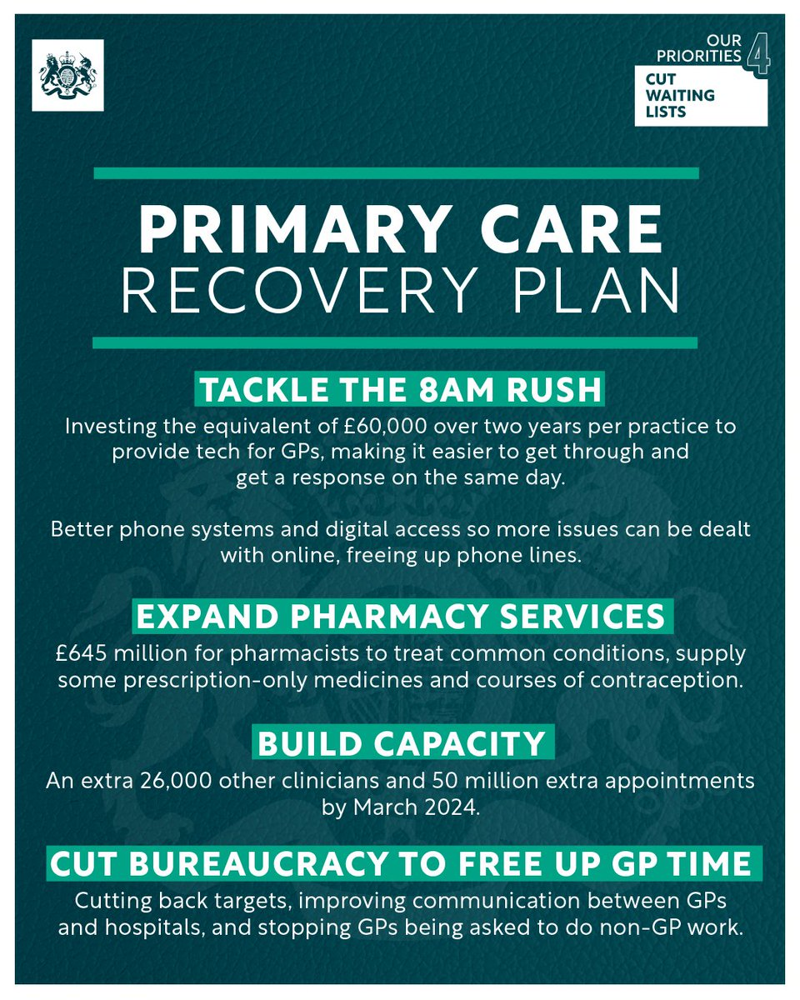 OUR
PRIORITIES 4
CUT
WAITING
LISTS
PRIMARY CARE
RECOVERY PLAN
TACKLE THE 8AM RUSH
Investing the equivalent of £60,000 over two years per practice to
provide tech for GPs, making it easier to get through and
get a response on the same day.
Better phone systems and digital access so more issues can be dealt
with online, freeing up phone lines.
EXPAND PHARMACY SERVICES
£645 million for pharmacists to treat common conditions, supply
some prescription-only medicines and courses of contraception.
BUILD CAPACITY
An extra 26,000 other clinicians and 50 million extra appointments
by March 2024.
CUT BUREAUCRACY TO FREE UP GP TIME
Cutting back targets, improving communication between GPs
and hospitals, and stopping GPs being asked to do non-GP work.